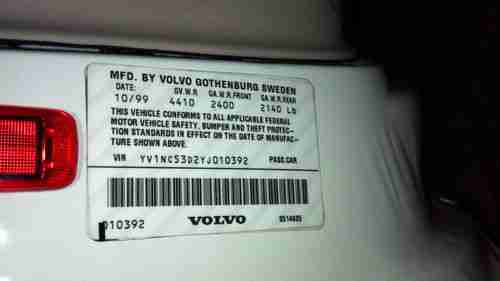 MFD. BY VOLVO GOTHENBURG SWEDEN
DATE: GV.W.R GA.W.R.FRONT GA.W.R.REAR
10/99 4410 2400 2140 Lb
THIS VEHICLE CONFORMS TO ALL APPLICABLE FEDERAL
MOTOR VEHICLE SAFETY, BUMPER AND THEFT PROTEC-
TION STANDARDS IN EFFECT ON THE DATE OF MANUFAC-
TURE SHOWN ABOVE.
VIN YV1NC53D2YJ010392 PASS.CAR
010392 VOLVO